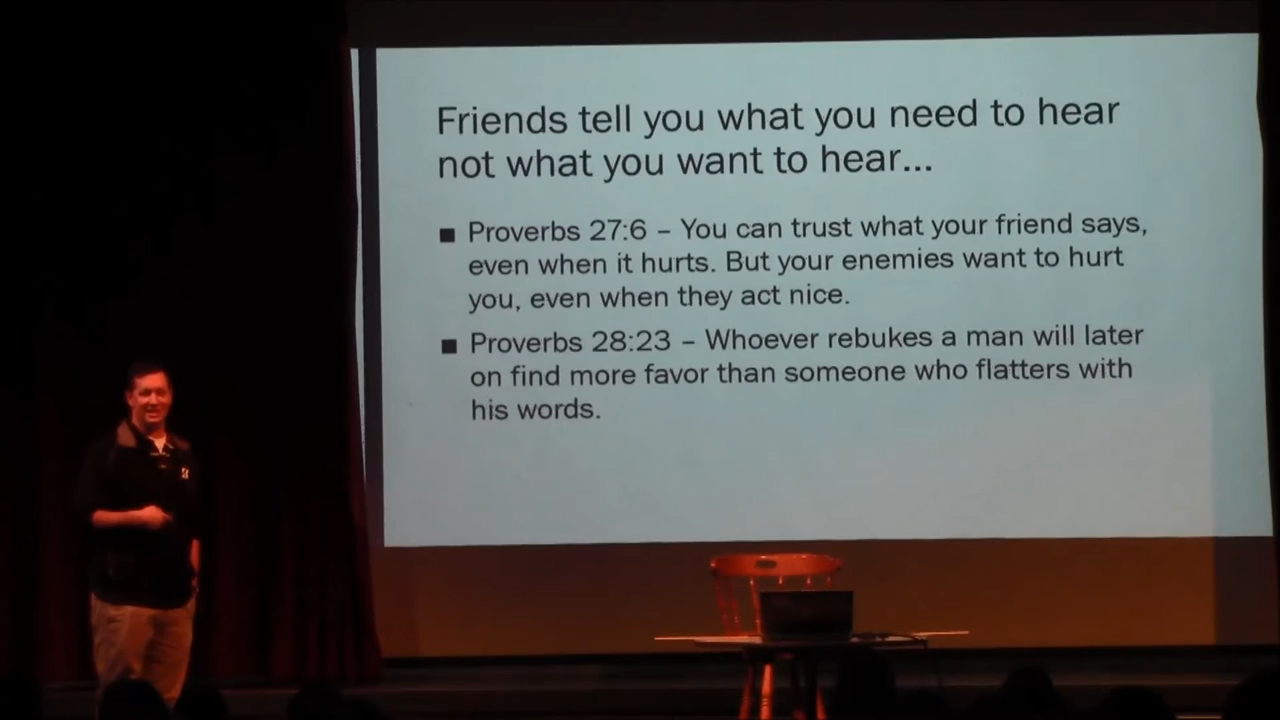 Friends tell you what you need to hear
not what you want to hear...
■ Proverbs 27:6 – You can trust what your friend says,
even when it hurts. But your enemies want to hurt
you, even when they act nice.
■ Proverbs 28:23 – Whoever rebukes a man will later
on find more favor than someone who flatters with
his words.